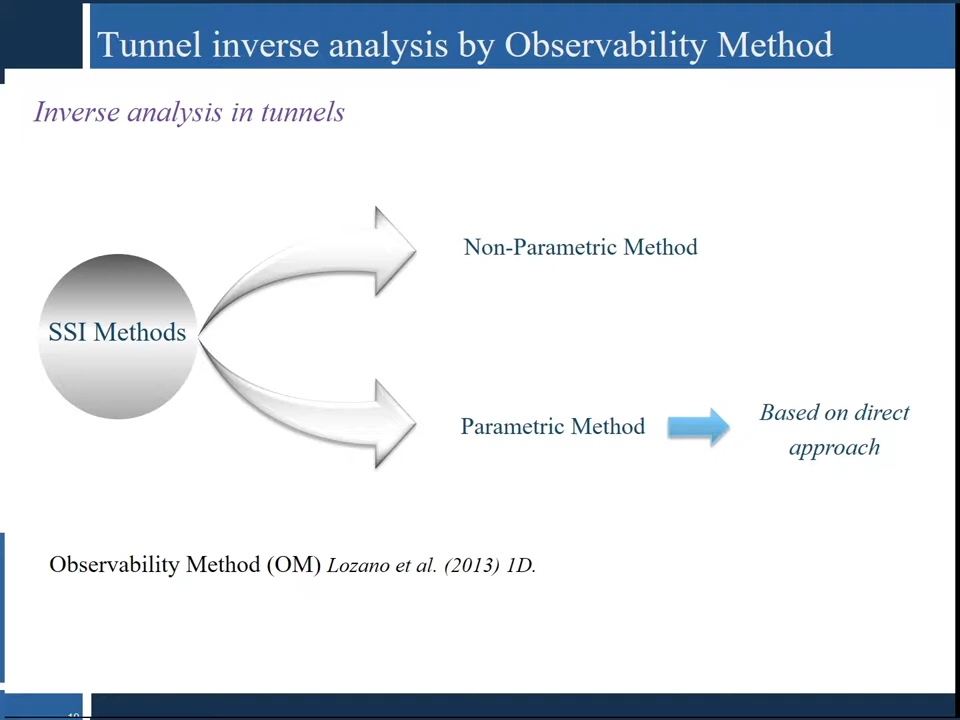 Tunnel inverse analysis by Observability Method
Inverse analysis in tunnels
Non-Parametric Method
SSI Methods
Parametric Method
Based on direct
approach
Observability Method (OM) Lozano et al. (2013) 1D.